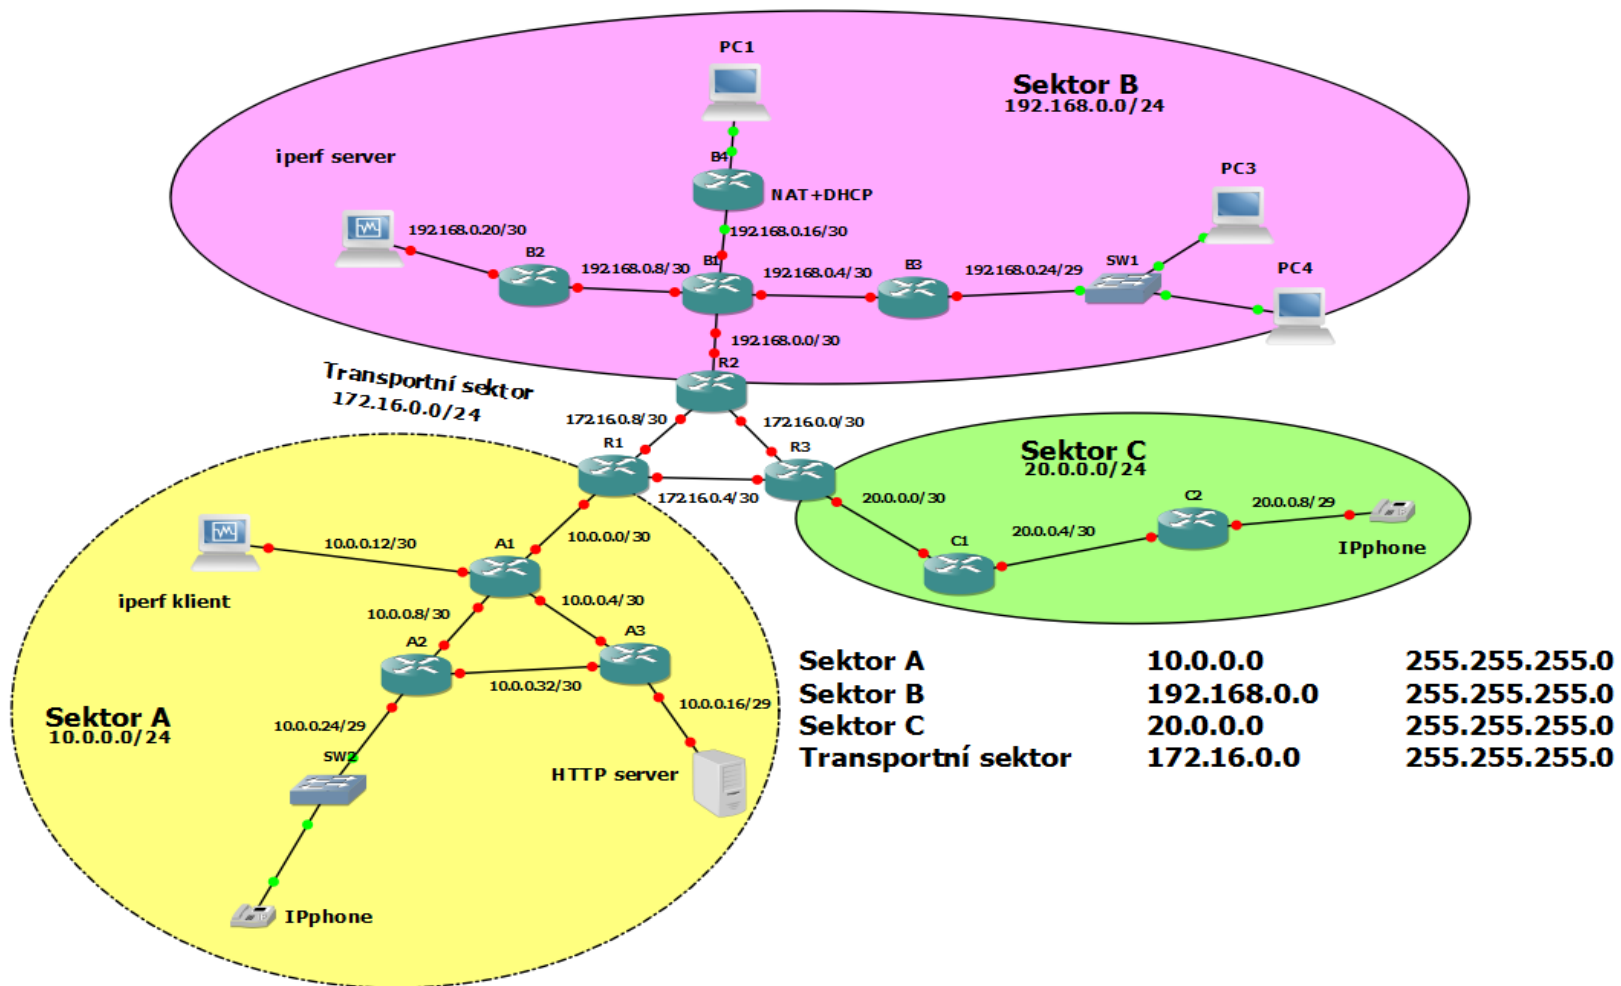 PC1
Sektor B
192.168.0.0/24
iperf server
B4
NAT+DHCP
PC3
192.168.0.20/30
192.168.0.16/30
B2
192.168.0.8/30
B1
192.168.0.4/30
B3
192.168.0.24/29
SW1
PC4
192.168.0.0/30
R2
Transportní sektor
172.16.0.0/24
172.16.0.8/30
172.16.0.0/30
R1
R3
172.16.0.4/30
Sektor C
20.0.0.0/24
20.0.0.0/30
C2
20.0.0.8/29
20.0.0.4/30
C1
IPphone
10.0.0.12/30
10.0.0.0/30
A1
iperf klient
10.0.0.8/30
10.0.0.4/30
A2
A3
10.0.0.32/30
10.0.0.16/29
Sektor A
10.0.0.0/24
10.0.0.24/29
SW2
HTTP server
IPphone
Sektor A 10.0.0.0 255.255.255.0
Sektor B 192.168.0.0 255.255.255.0
Sektor C 20.0.0.0 255.255.255.0
Transportní sektor 172.16.0.0 255.255.255.0